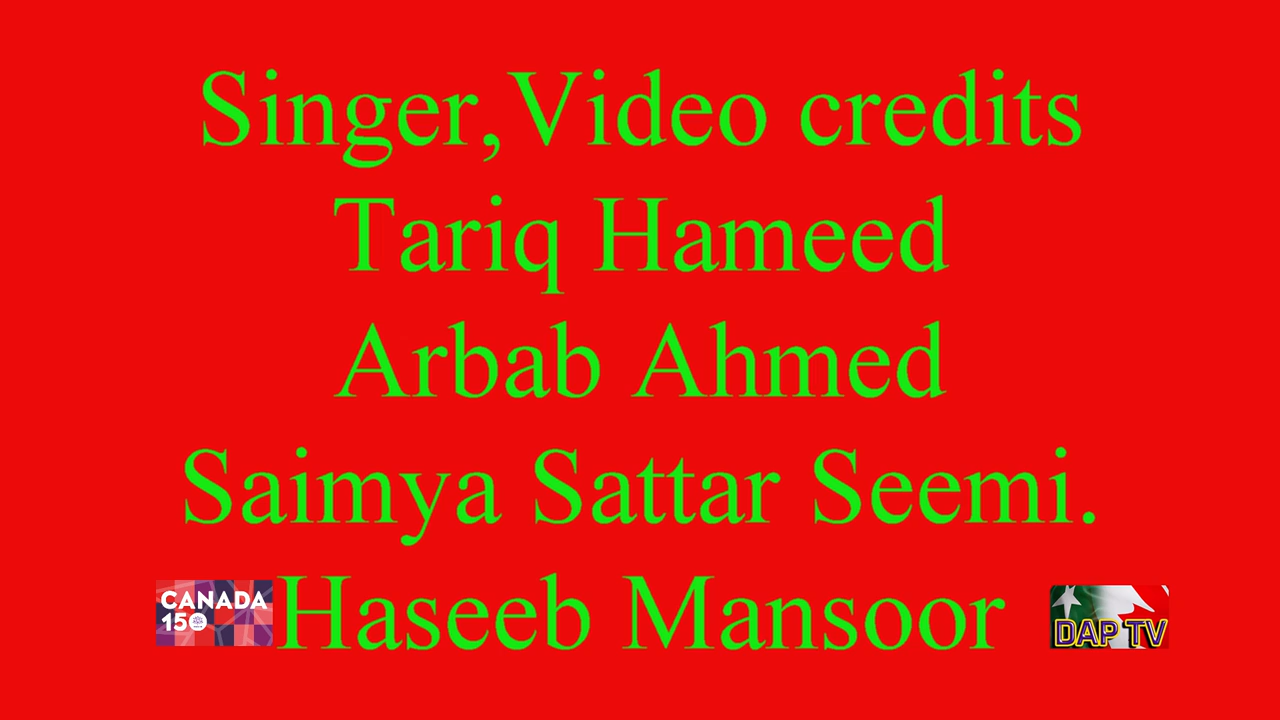 Singer,Video credits
Tariq Hameed
Arbab Ahmed
Saimya Sattar Seemi.
Haseeb Mansoor
CANADA
150
DAP TV